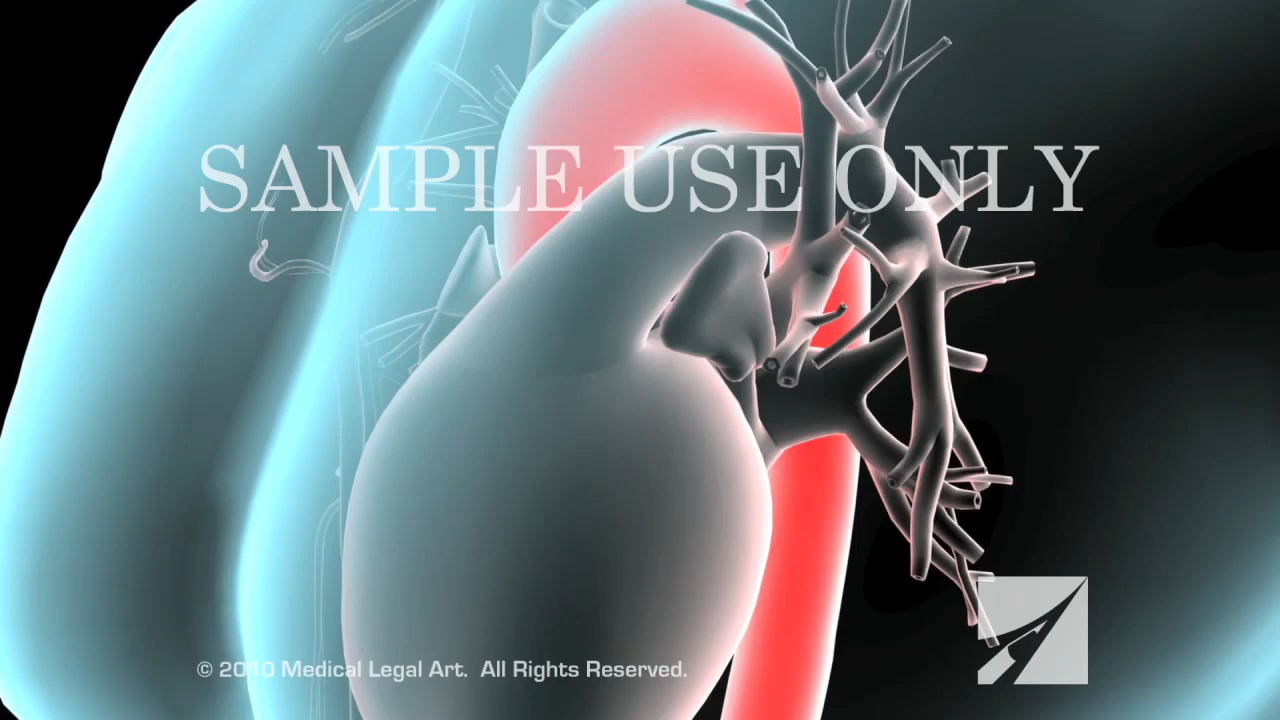 SAMPLE USE ONLY
© 2010 Medical Legal Art.  All Rights Reserved.